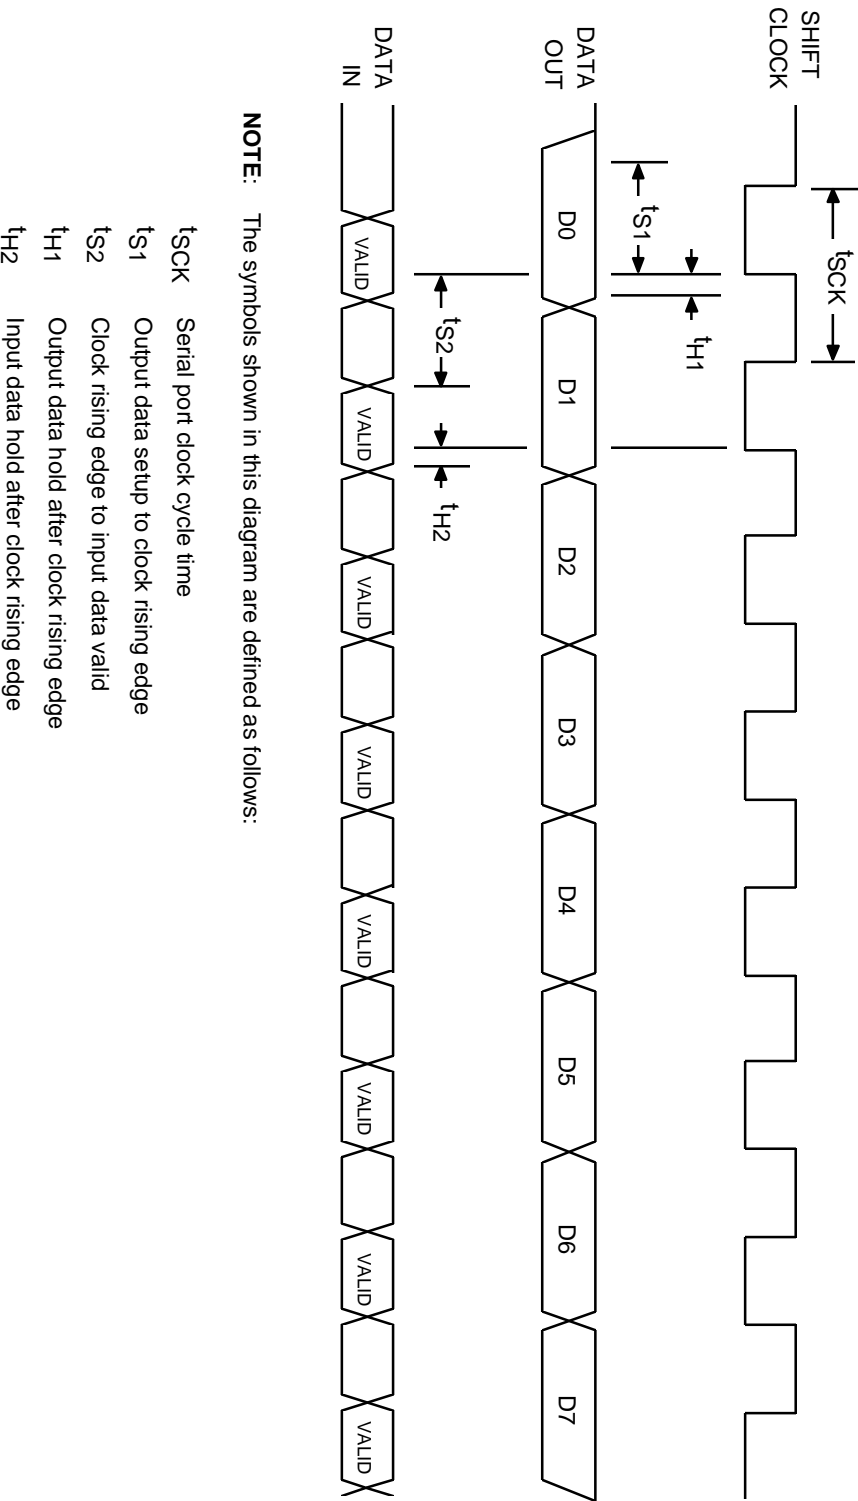 SHIFT
CLOCK
tSCK
tH1
tS1
DATA
OUT
D0
D1
D2
D3
D4
D5
D6
D7
tS2
tH2
DATA
IN
VALID
VALID
VALID
VALID
VALID
VALID
VALID
VALID
NOTE: The symbols shown in this diagram are defined as follows:
tSCK Serial port clock cycle time
tS1 Output data setup to clock rising edge
tS2 Clock rising edge to input data valid
tH1 Output data hold after clock rising edge
tH2 Input data hold after clock rising edge